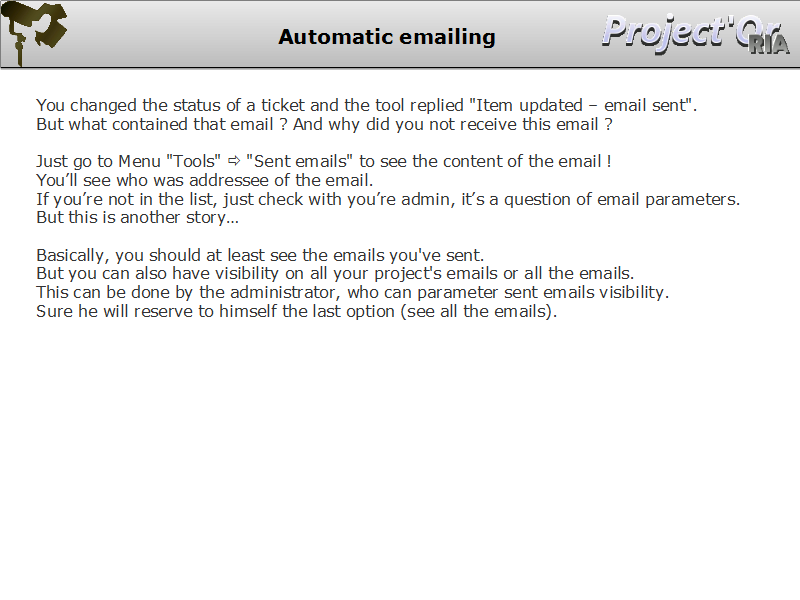 Automatic emailing
Project'Or
RIA
You changed the status of a ticket and the tool replied "Item updated – email sent".
But what contained that email ? And why did you not receive this email ?
Just go to Menu "Tools" ⇨ "Sent emails" to see the content of the email !
You’ll see who was addressee of the email.
If you’re not in the list, just check with you’re admin, it’s a question of email parameters.
But this is another story…
Basically, you should at least see the emails you've sent.
But you can also have visibility on all your project's emails or all the emails.
This can be done by the administrator, who can parameter sent emails visibility.
Sure he will reserve to himself the last option (see all the emails).